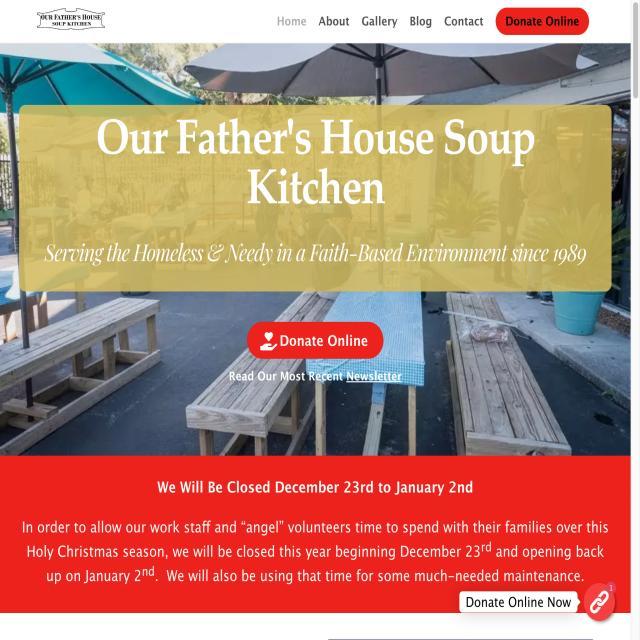 OUR FATHER'S HOUSE
SOUP KITCHEN
Home About Gallery Blog Contact Donate Online
Our Father's House Soup
Kitchen
Serving the Homeless & Needy in a Faith-Based Environment since 1989
Donate Online
Read Our Most Recent Newsletter
We Will Be Closed December 23rd to January 2nd
In order to allow our work staff and “angel” volunteers time to spend with their families over this
Holy Christmas season, we will be closed this year beginning December 23rd and opening back
up on January 2nd. We will also be using that time for some much-needed maintenance.
Donate Online Now
1